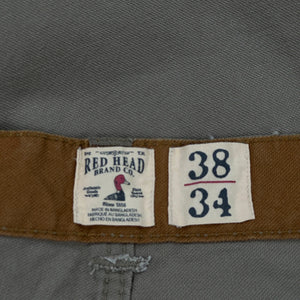 RED HEAD
BRAND CO.
Since 1856
MADE IN BANGLADESH
FABRIQUÉ AU BANGLADESH
HECHO EN BANGLADESH
38
34